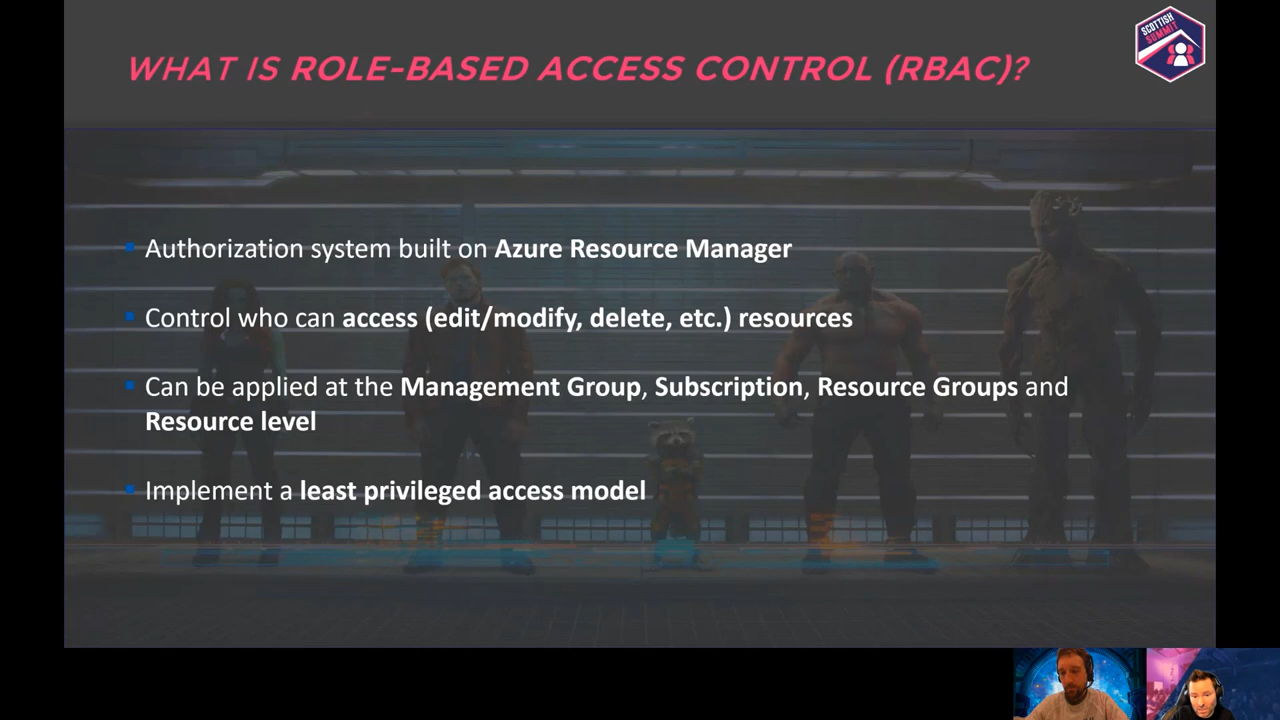 WHAT IS ROLE-BASED ACCESS CONTROL (RBAC)?
SCOTTISH
SUMMIT
Authorization system built on Azure Resource Manager
Control who can access (edit/modify, delete, etc.) resources
Can be applied at the Management Group, Subscription, Resource Groups and
Resource level
Implement a least privileged access model